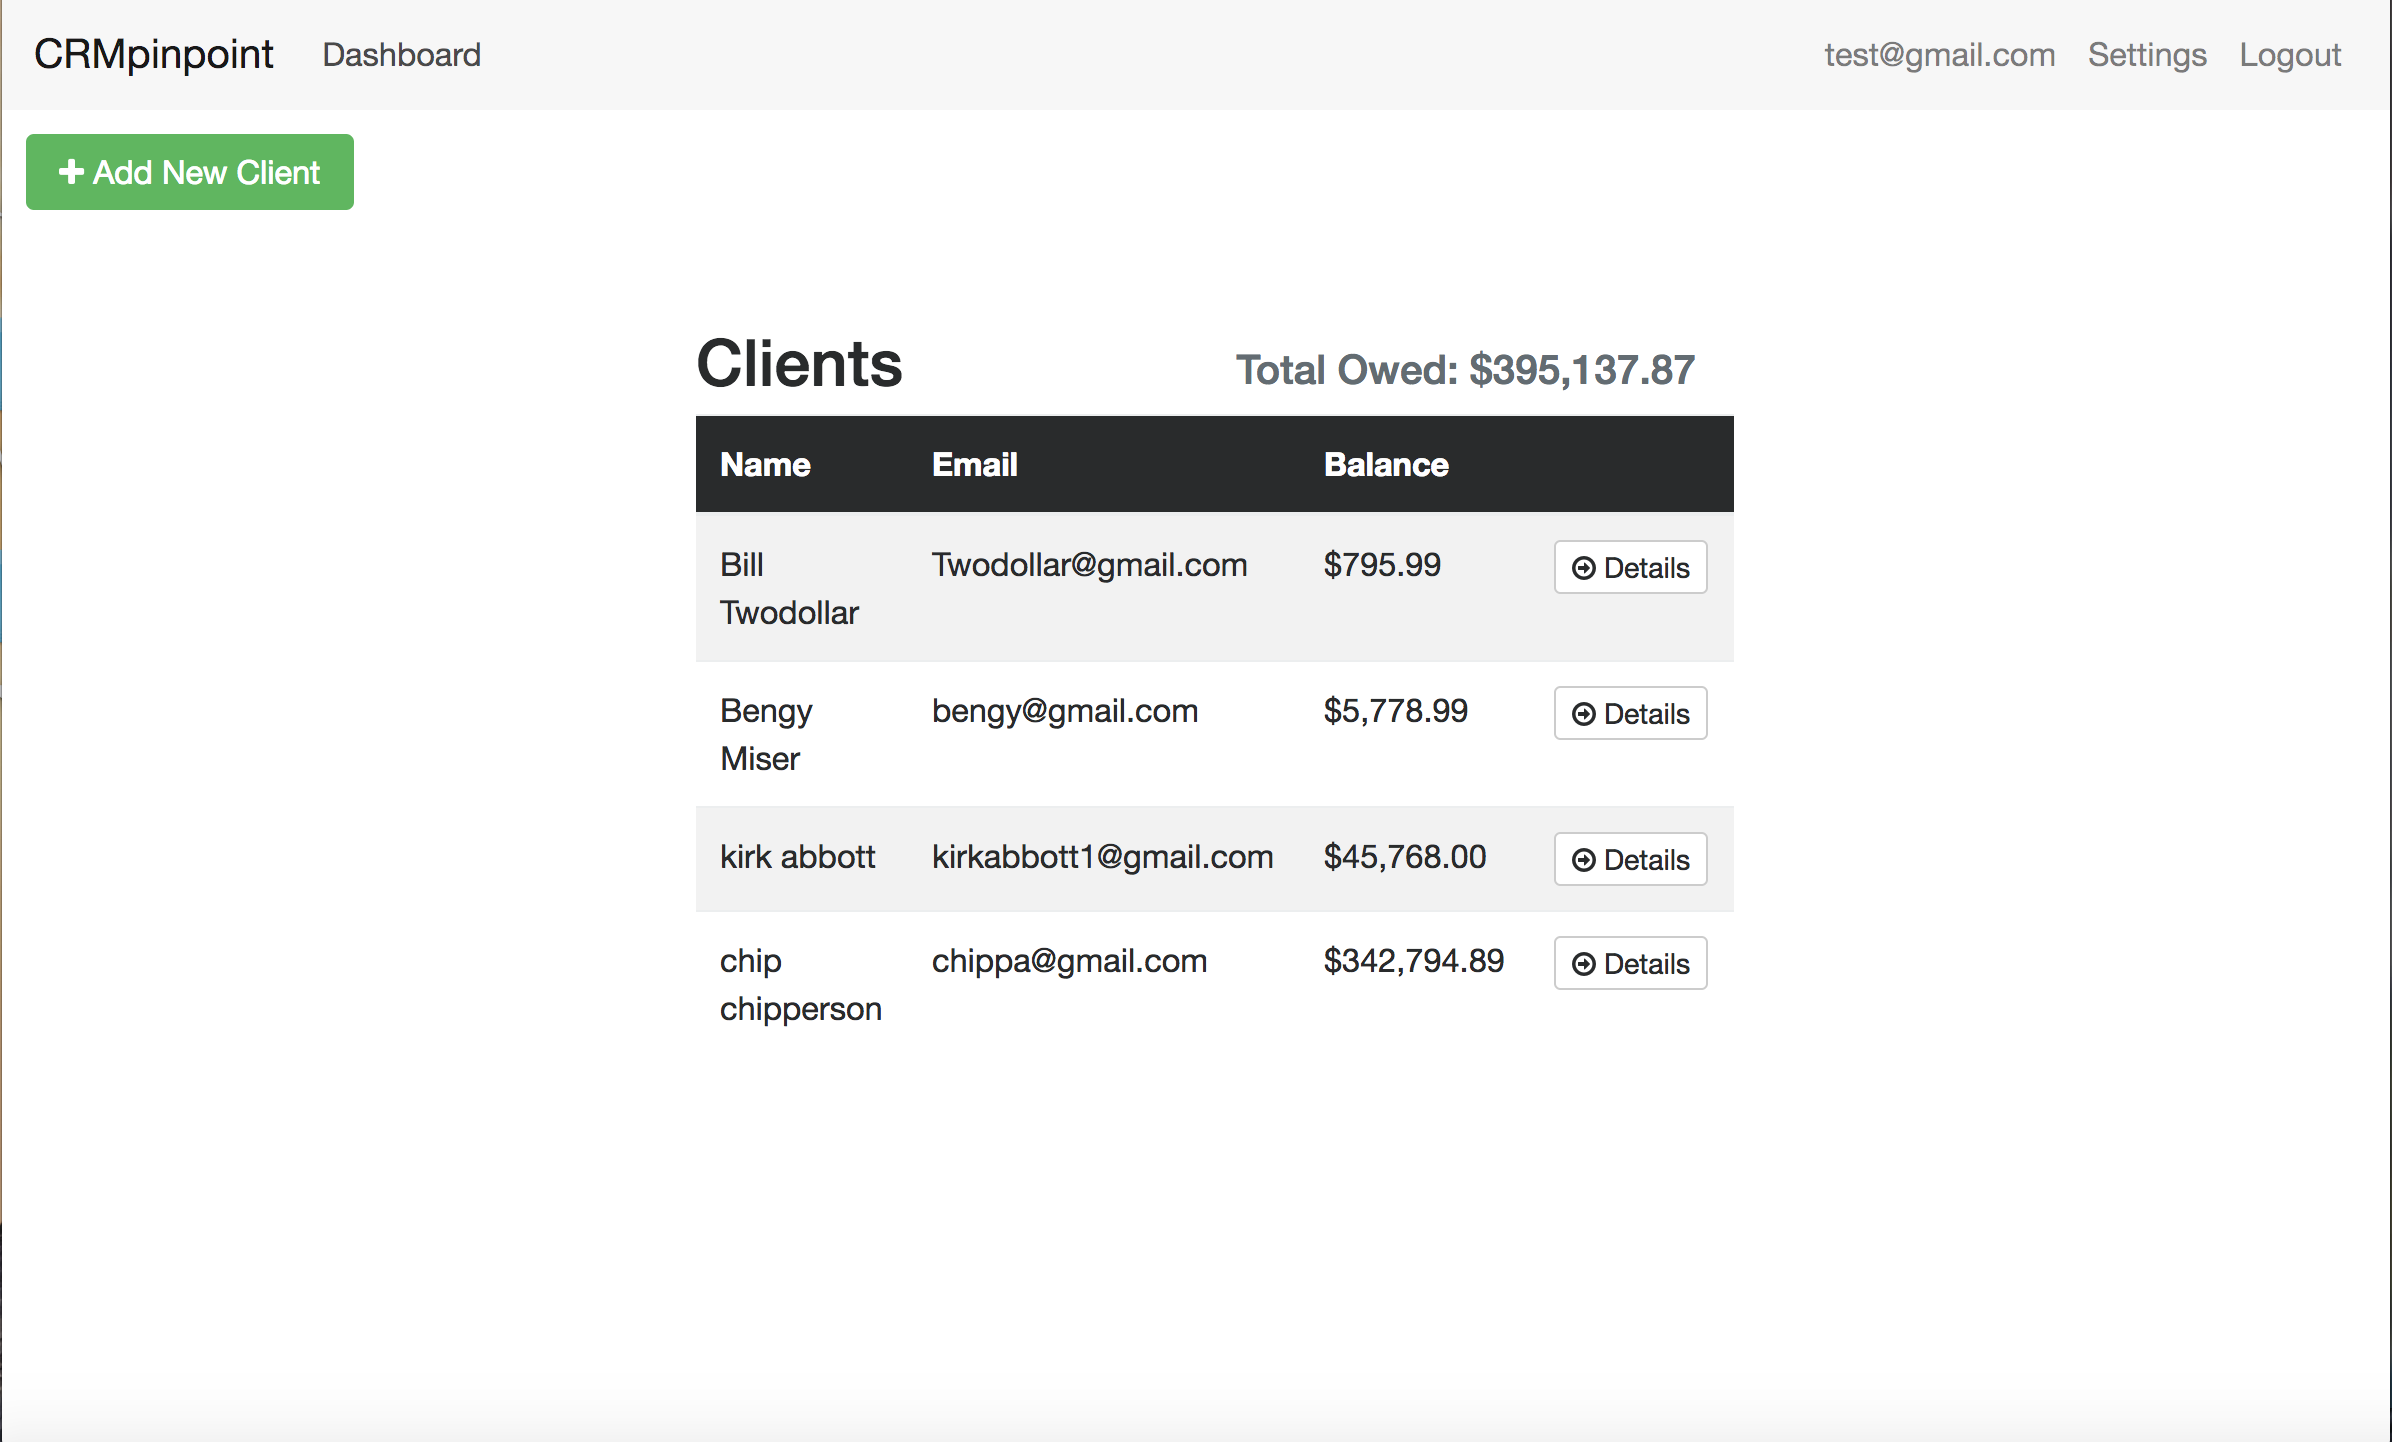 CRMpinpoint Dashboard test@gmail.com Settings Logout
Add New Client
Clients Total Owed: $395,137.87
Name Email Balance
Bill Twodollar@gmail.com $795.99 Details
Twodollar
Bengy bengy@gmail.com $5,778.99 Details
Miser
kirk abbott kirkabbott1@gmail.com $45,768.00 Details
chip chippa@gmail.com $342,794.89 Details
chipperson